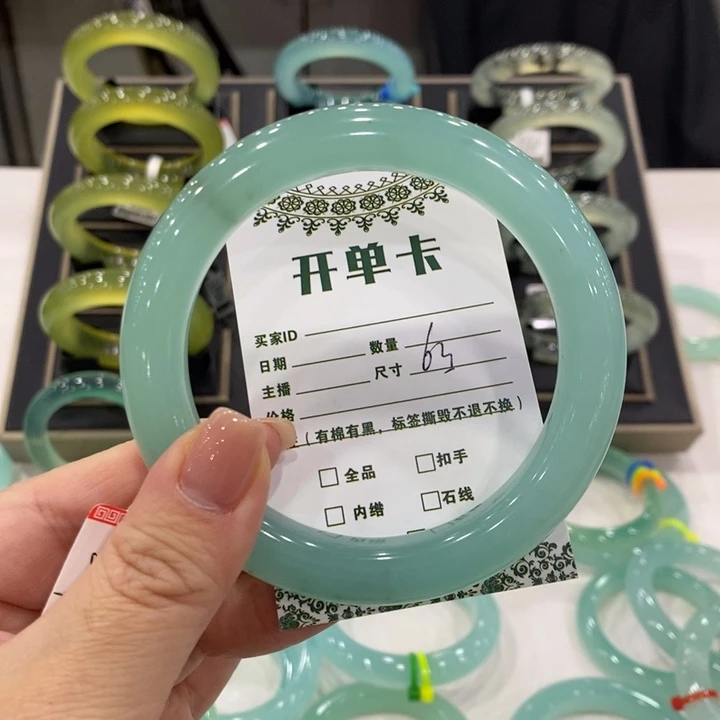 开单卡
买家ID
日期 数量
主播 尺寸 63
价格
(有棉有黑，标签撕毁不退不换)
□全品 □扣手
□内绺 □石线